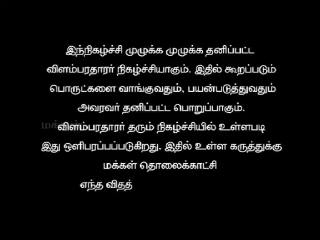 இந்நிகழ்ச்சி முழுக்க முழுக்க தனிப்பட்ட
விளம்பரதாரர் நிகழ்ச்சியாகும். இதில் கூறப்படும்
பொருட்களை வாங்குவதும், பயன்படுத்துவதும்
அவரவர் தனிப்பட்ட பொறுப்பாகும்.
விளம்பரதாரர் தரும் நிகழ்ச்சியில் உள்ளபடி
இது ஒளிபரப்பப்படுகிறது. இதில் உள்ள கருத்துக்கு
மக்கள் தொலைக்காட்சி
எந்த விதத்